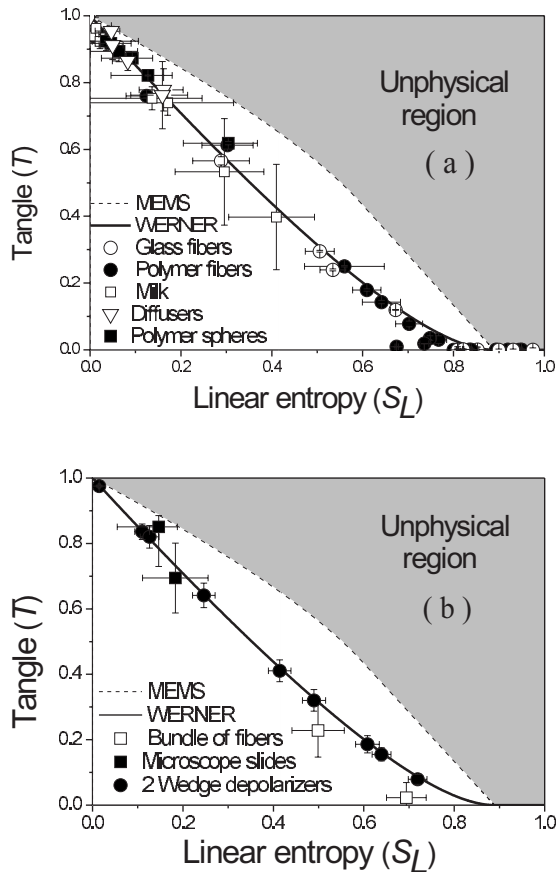 1.0
0.8
0.6
0.4
0.2
0.0
Tangle (T)
Unphysical
region
( a )
MEMS
WERNER
Glass fibers
Polymer fibers
Milk
Diffusers
Polymer spheres
0.0 0.2 0.4 0.6 0.8 1.0
Linear entropy (S_L)
1.0
0.8
0.6
0.4
0.2
0.0
Tangle (T)
Unphysical
region
( b )
MEMS
WERNER
Bundle of fibers
Microscope slides
2 Wedge depolarizers
0.0 0.2 0.4 0.6 0.8 1.0
Linear entropy (S_L)